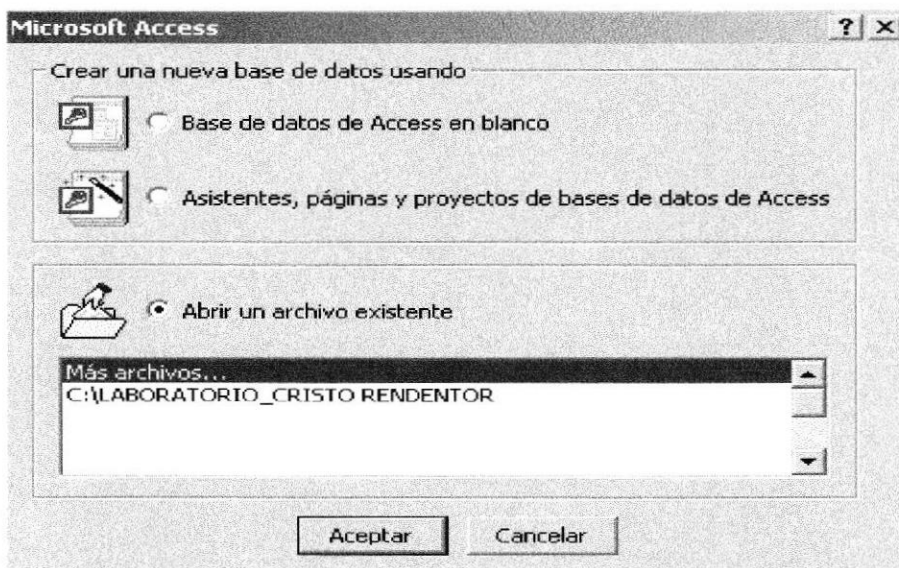 Microsoft Access
Crear una nueva base de datos usando
Base de datos de Access en blanco
Asistentes, páginas y proyectos de bases de datos de Access
Abrir un archivo existente
Más archivos...
C:\LABORATORIO_CRISTO RENDENTOR
Aceptar
Cancelar